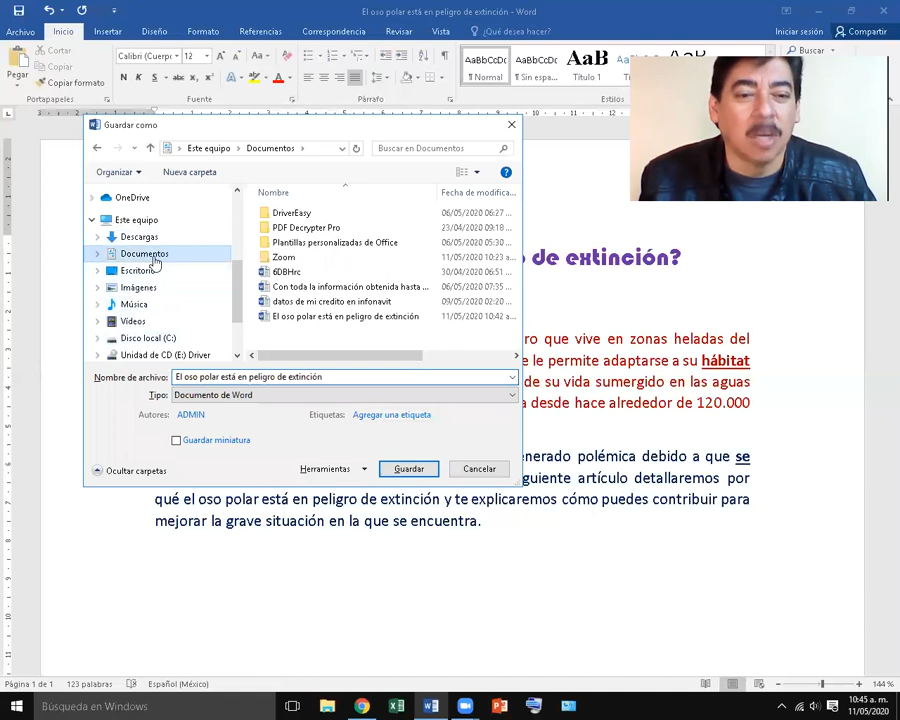 El oso polar está en peligro de extinción - Word
Archivo Inicio Insertar Diseño Formato Referencias Correspondencia Revisar Vista ¿Qué desea hacer? Iniciar sesión Compartir
Pegar
Cortar
Copiar
Copiar formato
Portapapeles
Calibri (Cuerpo 12
N K S
Fuente
Párrafo
AaBbCcDc AaBbCcDc AaB
¶ Normal ¶ Sin espa... Título 1
Estilos
Buscar
Guardar como
Este equipo Documentos
Buscar en Documentos
Organizar Nueva carpeta
OneDrive
Este equipo
Descargas
Documentos
Escritorio
Imágenes
Música
Vídeos
Disco local (C:)
Unidad de CD (E:) Driver
Nombre Fecha de modifica...
DriverEasy 06/05/2020 06:27 ...
PDF Decrypter Pro 23/04/2020 09:18 ...
Plantillas personalizadas de Office 06/05/2020 05:30 ...
Zoom 11/05/2020 10:23 a...
6DBHrc 30/04/2020 06:51 ...
Con toda la información obtenida hasta ... 06/05/2020 07:35 ...
datos de mi credito en infonavit 09/05/2020 02:20 ...
El oso polar está en peligro de extinción 11/05/2020 10:42 a...
Nombre de archivo: El oso polar está en peligro de extinción
Tipo: Documento de Word
Autores: ADMIN Etiquetas: Agregar una etiqueta
Guardar miniatura
Ocultar carpetas Herramientas Guardar Cancelar
o de extinción?
ro que vive en zonas heladas del
e le permite adaptarse a su hábitat
de su vida sumergido en las aguas
a desde hace alrededor de 120.000
enerado polémica debido a que se
siguiente artículo detallaremos por
qué el oso polar está en peligro de extinción y te explicaremos cómo puedes contribuir para
mejorar la grave situación en la que se encuentra.
Página 1 de 1 123 palabras Español (México) 144 %
Búsqueda en Windows
10:45 a. m.
11/05/2020